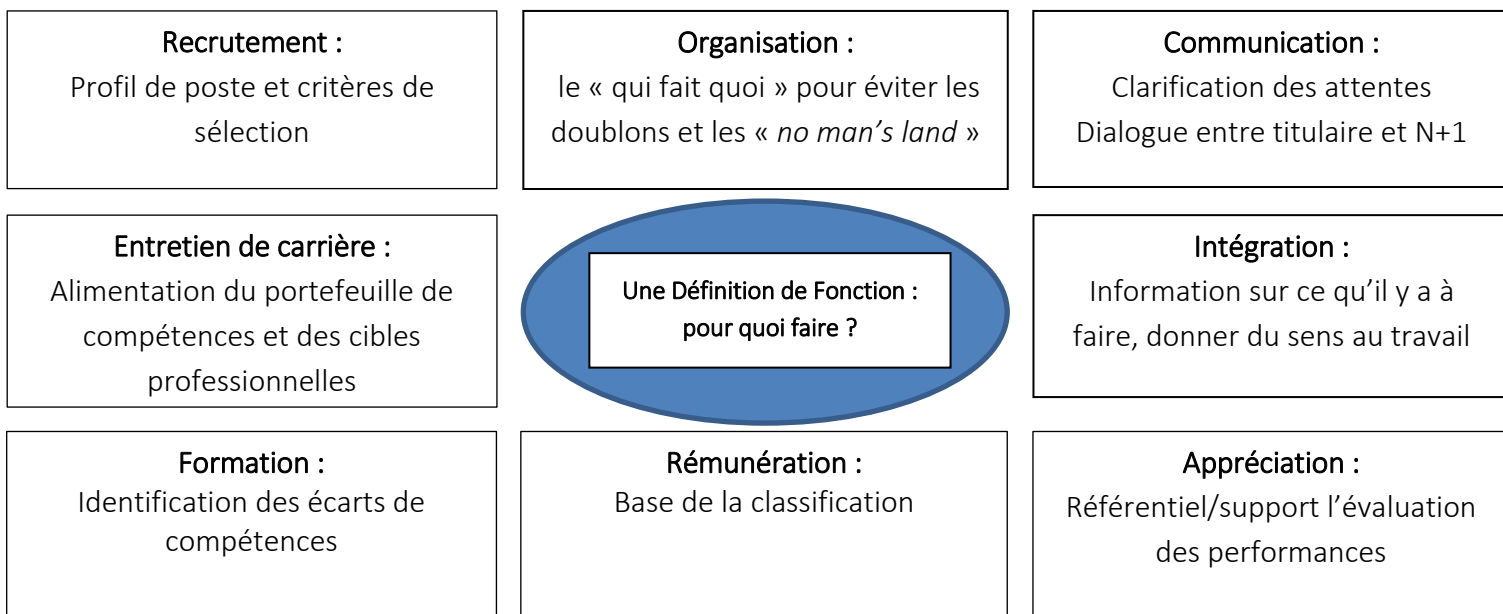 Recrutement :
Profil de poste et critères de
sélection
Organisation :
le « qui fait quoi » pour éviter les
doublons et les « no man’s land »
Communication :
Clarification des attentes
Dialogue entre titulaire et N+1
Entretien de carrière :
Alimentation du portefeuille de
compétences et des cibles
professionnelles
Une Définition de Fonction :
pour quoi faire ?
Intégration :
Information sur ce qu’il y a à
faire, donner du sens au travail
Formation :
Identification des écarts de
compétences
Rémunération :
Base de la classification
Appréciation :
Référentiel/support l’évaluation
des performances